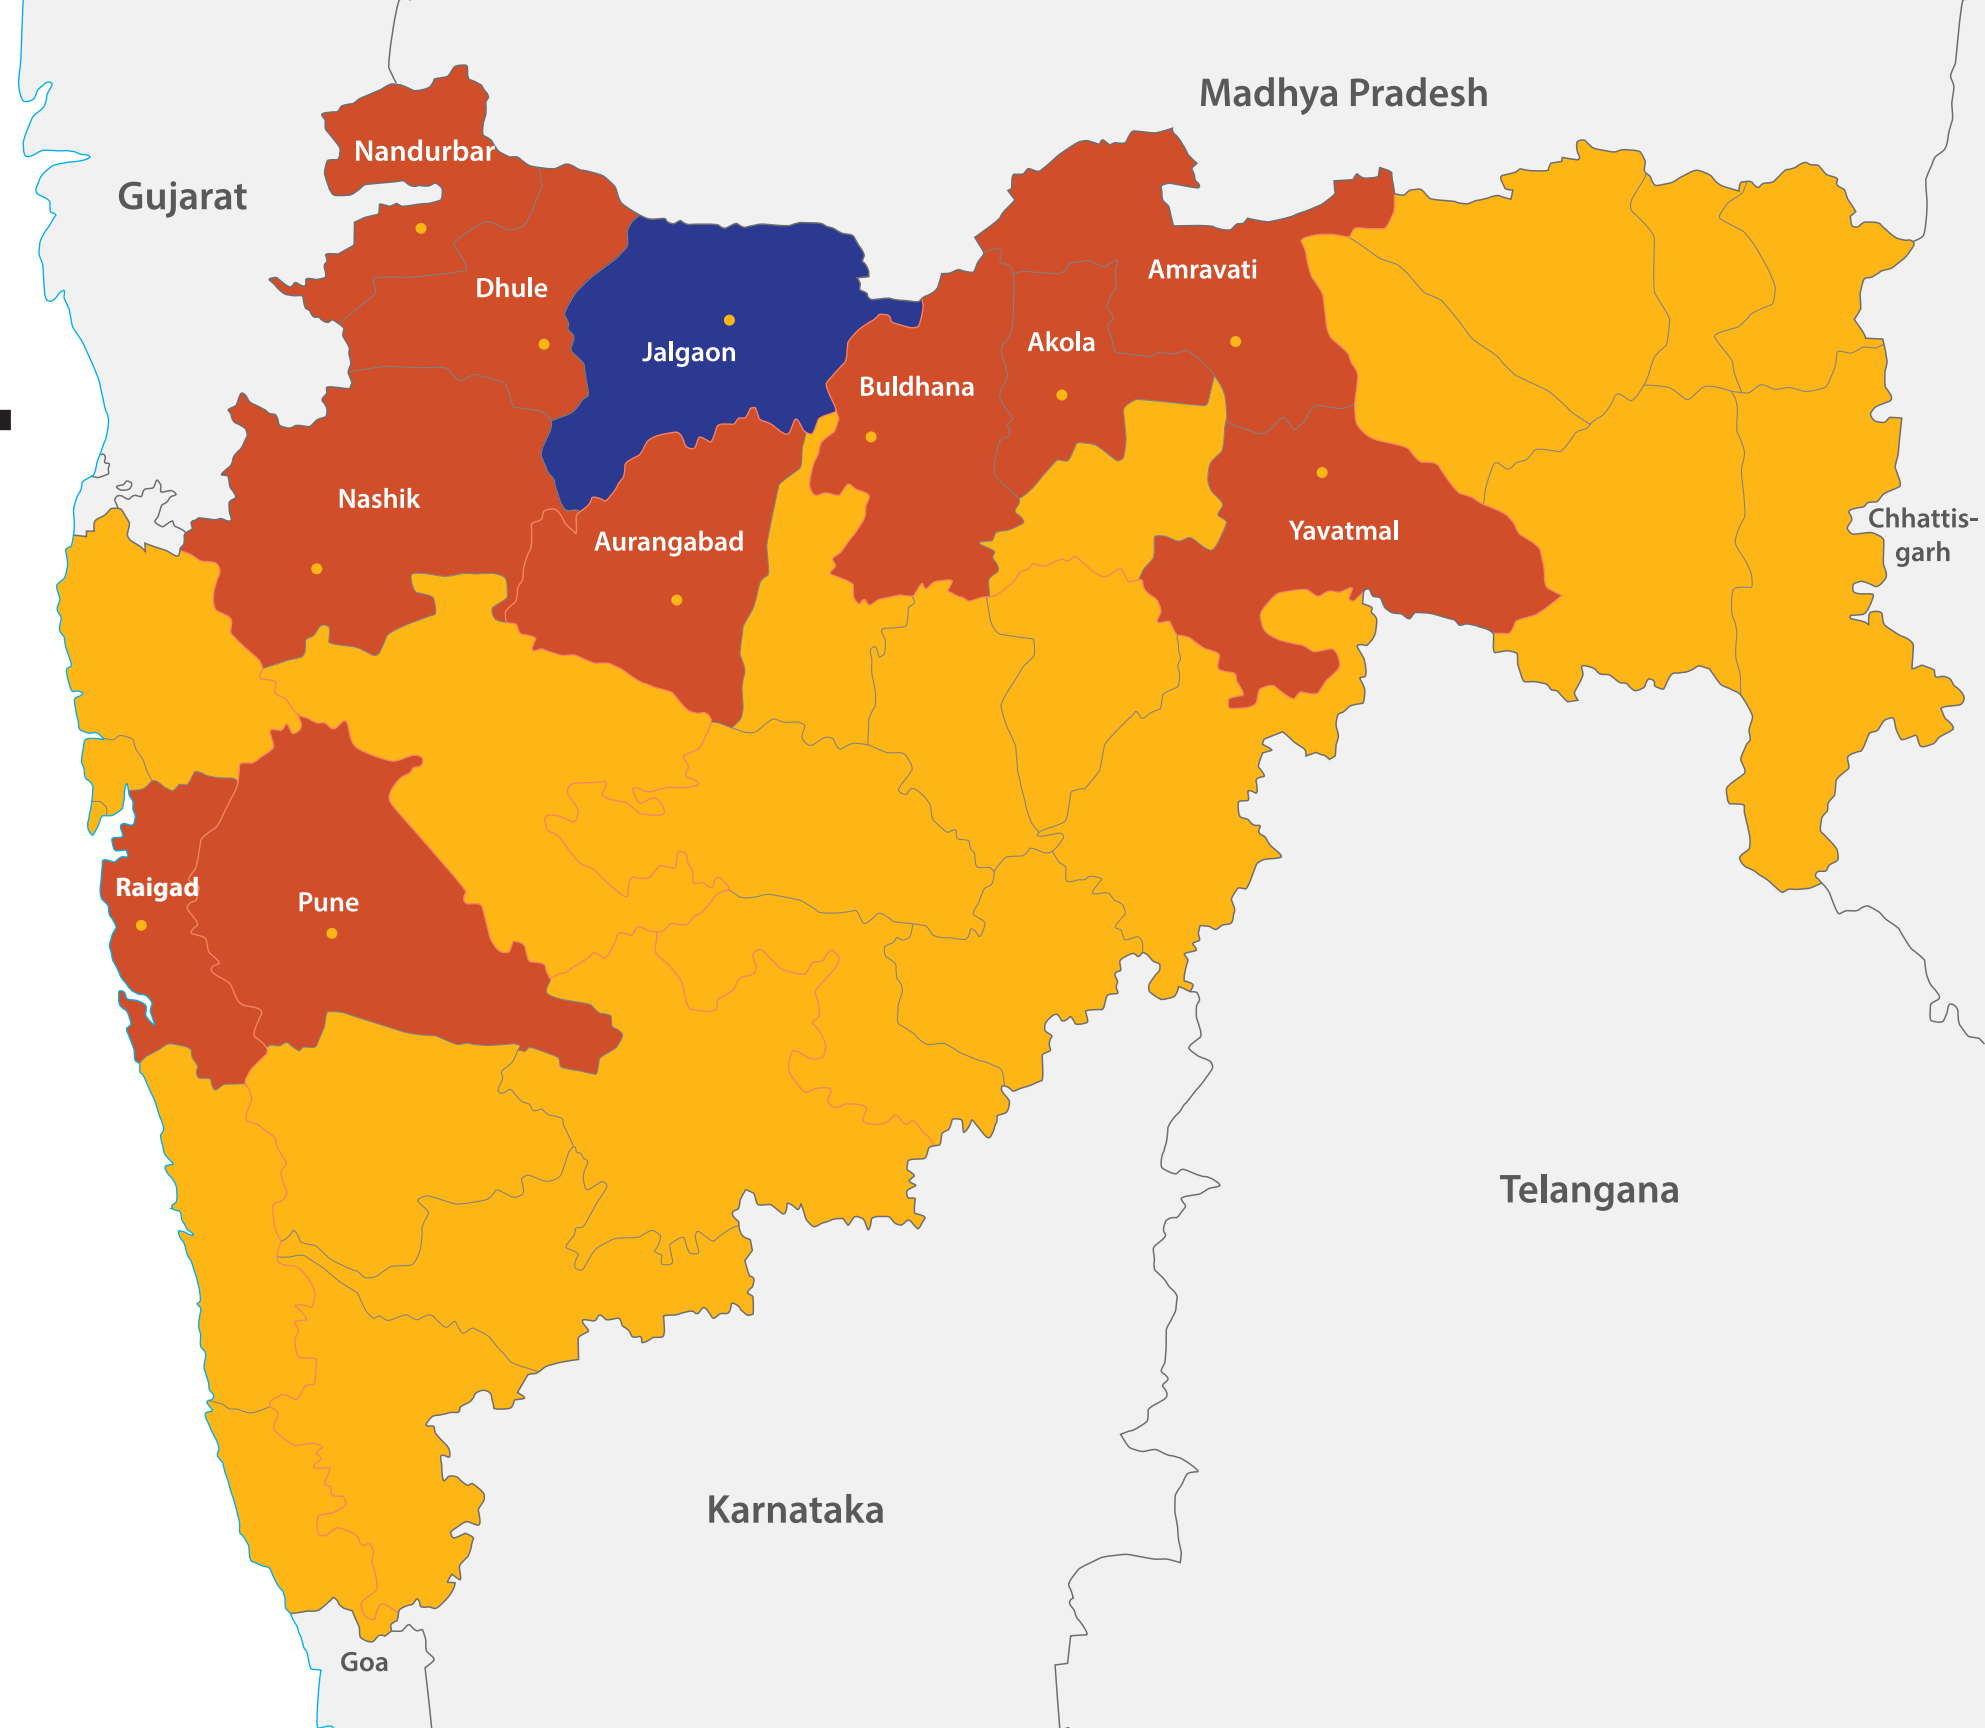 Madhya Pradesh
Nandurbar
Gujarat
Dhule
Amravati
Akola
Jalgaon
Buldhana
Nashik
Chhattis-
garh
Yavatmal
Aurangabad
Raigad
Pune
Telangana
Karnataka
Goa